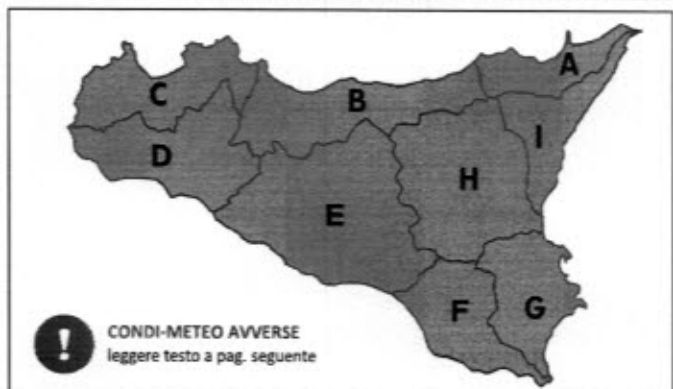 A
C
B
I
D
H
E
F
G
!
CONDI-METEO AVVERSE
leggere testo a pag. seguente